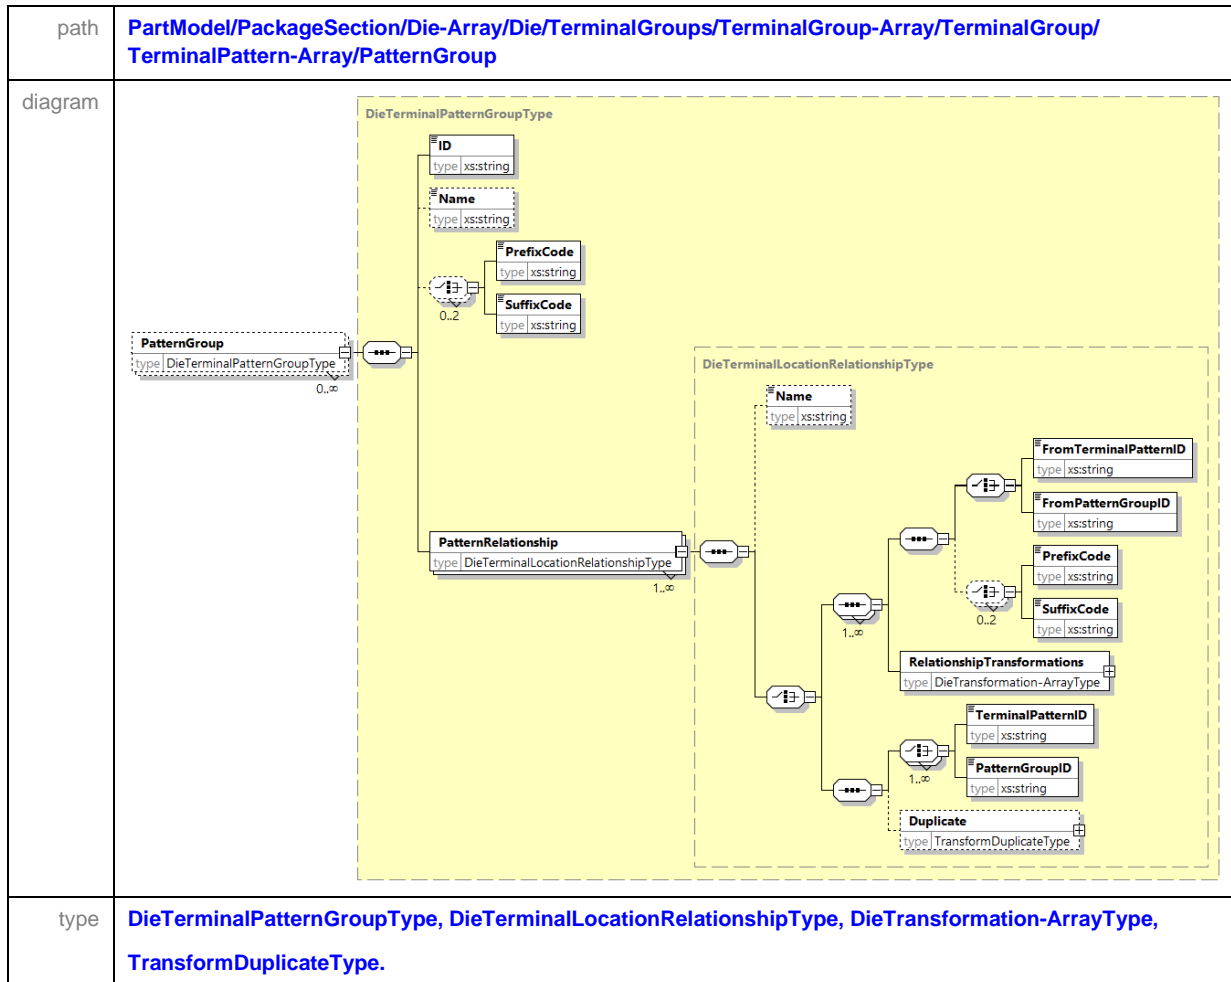 path
PartModel/PackageSection/Die-Array/Die/TerminalGroups/TerminalGroup-Array/TerminalGroup/
TerminalPattern-Array/PatternGroup
diagram
DieTerminalPatternGroupType
ID
type xs:string
Name
type xs:string
PrefixCode
type xs:string
0..2
SuffixCode
type xs:string
PatternGroup
type DieTerminalPatternGroupType
0..∞
DieTerminalLocationRelationshipType
Name
type xs:string
FromTerminalPatternID
type xs:string
FromPatternGroupID
type xs:string
PatternRelationship
type DieTerminalLocationRelationshipType
1..∞
PrefixCode
type xs:string
0..2
SuffixCode
type xs:string
1..∞
RelationshipTransformations
type DieTransformation-ArrayType
TerminalPatternID
type xs:string
1..∞
PatternGroupID
type xs:string
Duplicate
type TransformDuplicateType
type
DieTerminalPatternGroupType, DieTerminalLocationRelationshipType, DieTransformation-ArrayType,
TransformDuplicateType.